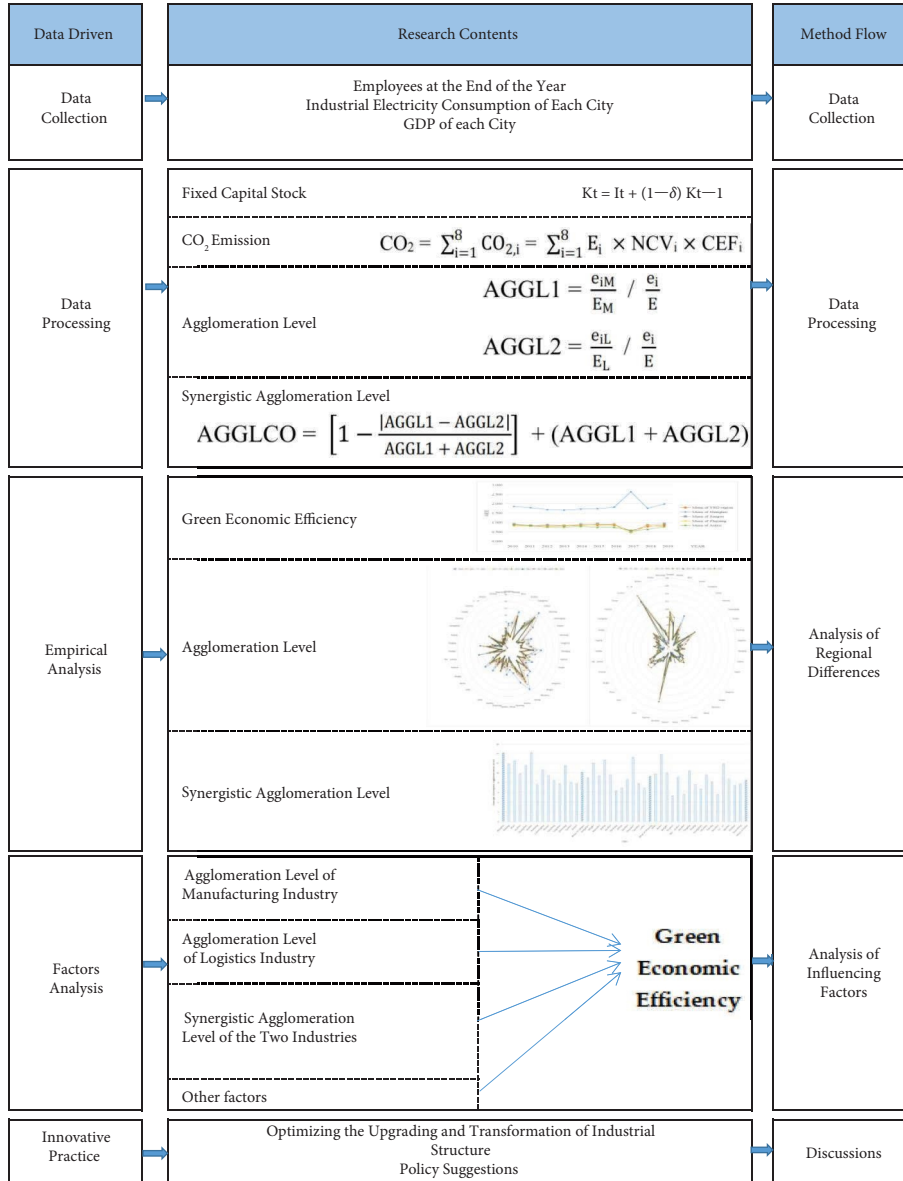 Data Driven
Research Contents
Method Flow
Data
Collection
Employees at the End of the Year
Industrial Electricity Consumption of Each City
GDP of each City
Data
Collection
Data
Processing
Fixed Capital Stock
Kt = It + (1—δ) Kt—1
CO₂ Emission
CO₂ = ∑⁸ᵢ₌₁ CO₂,ᵢ = ∑⁸ᵢ₌₁ Eᵢ × NCVᵢ × CEFᵢ
Agglomeration Level
AGGL1 = e_iM/E_M / e_i/E
AGGL2 = e_iL/E_L / e_i/E
Synergistic Agglomeration Level
AGGLCO = [1 − |AGGL1 − AGGL2|/AGGL1 + AGGL2] + (AGGL1 + AGGL2)
Data
Processing
Empirical
Analysis
Green Economic Efficiency
Agglomeration Level
Synergistic Agglomeration Level
Analysis of
Regional
Differences
Factors
Analysis
Agglomeration Level of
Manufacturing Industry
Agglomeration Level
of Logistics Industry
Synergistic Agglomeration
Level of the Two Industries
Other factors
Green
Economic
Efficiency
Analysis of
Influencing
Factors
Innovative
Practice
Optimizing the Upgrading and Transformation of Industrial
Structure
Policy Suggestions
Discussions